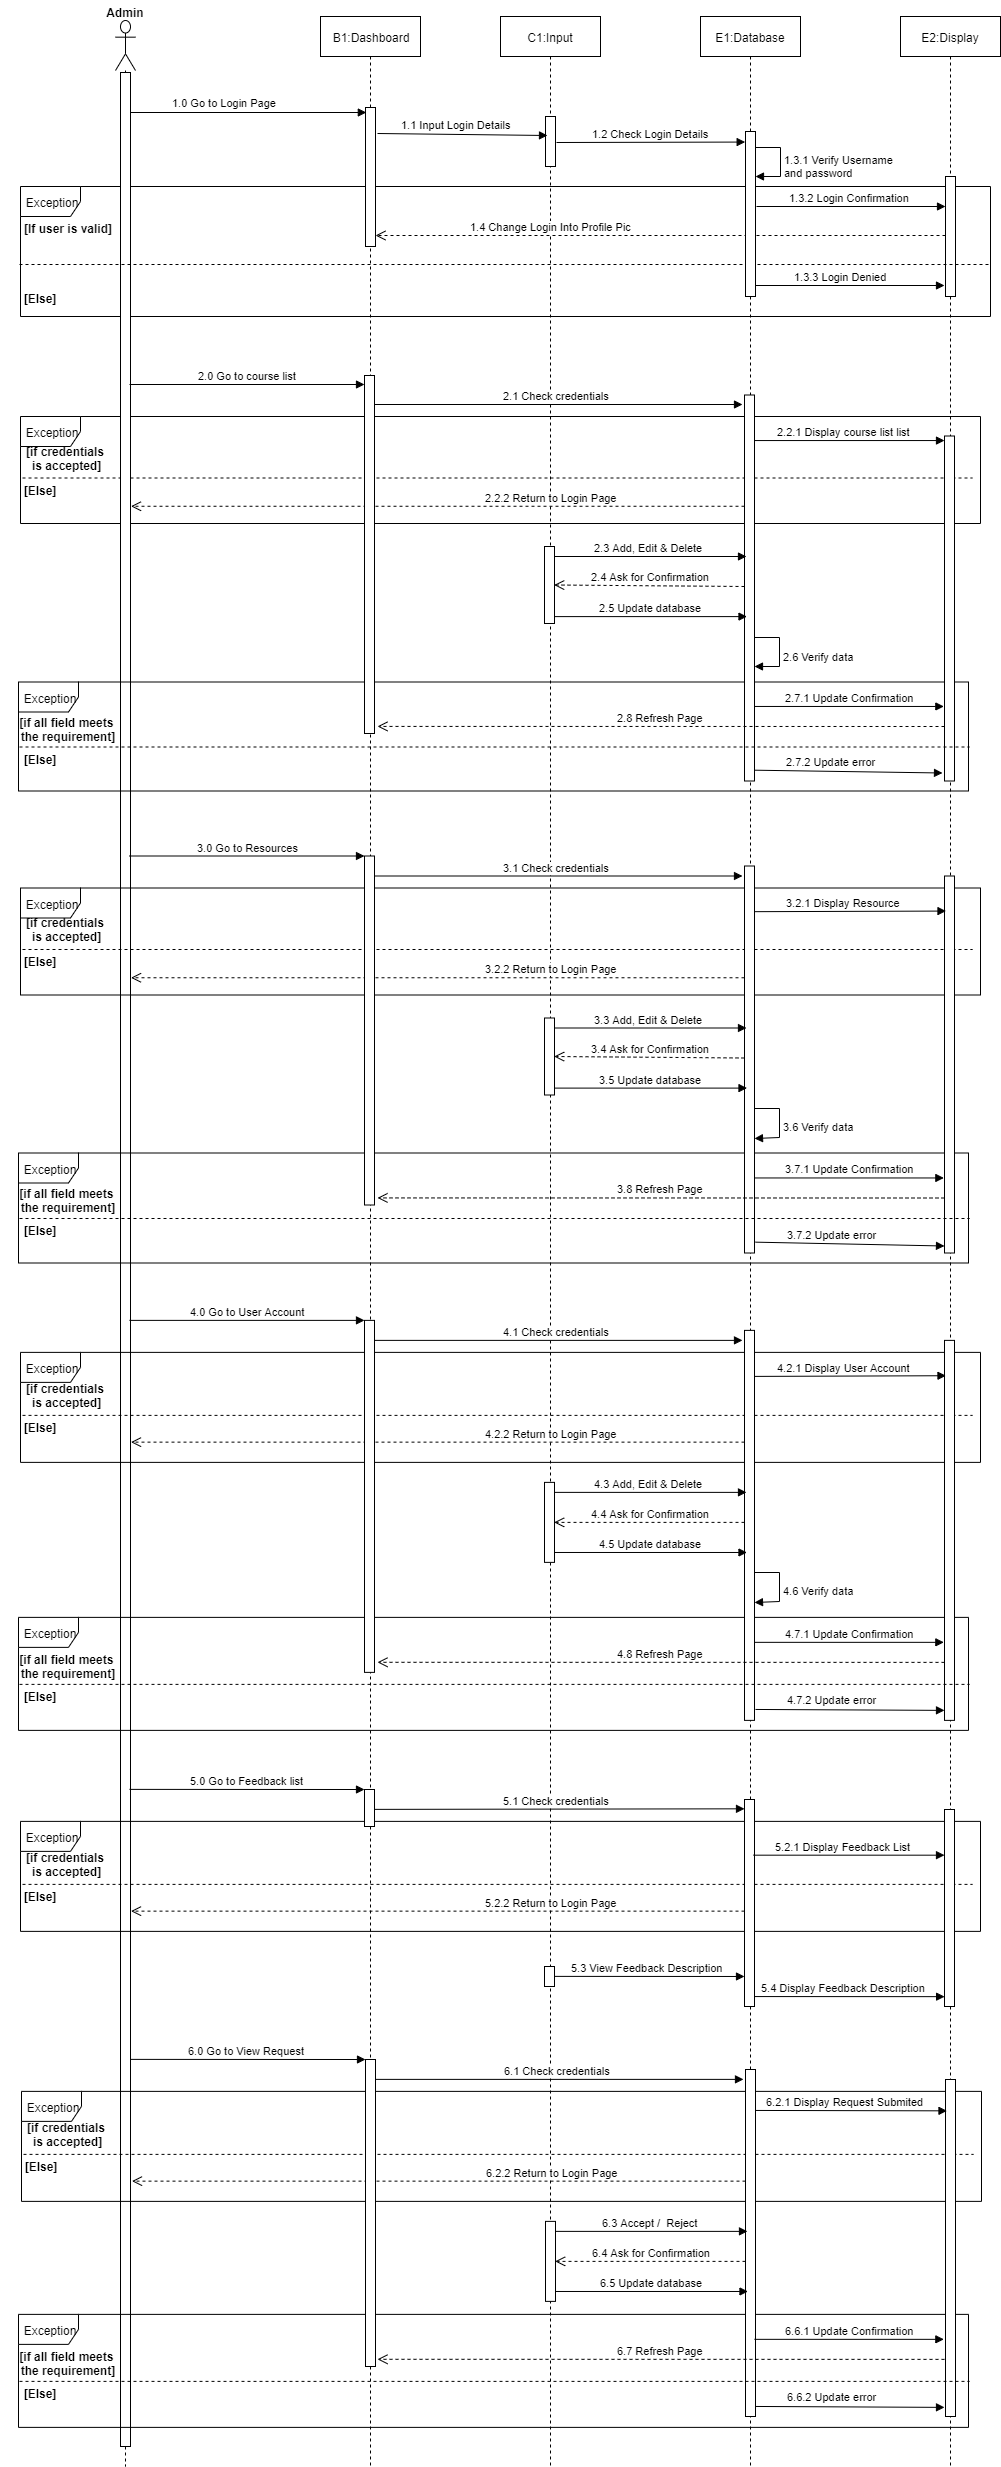 Admin
B1:Dashboard
C1:Input
E1:Database
E2:Display
1.0 Go to Login Page
1.1 Input Login Details
1.2 Check Login Details
1.3.1 Verify Username
and password
Exception
1.3.2 Login Confirmation
[If user is valid]
1.4 Change Login Into Profile Pic
1.3.3 Login Denied
[Else]
2.0 Go to course list
2.1 Check credentials
Exception
2.2.1 Display course list list
[if credentials
is accepted]
[Else]
2.2.2 Return to Login Page
2.3 Add, Edit & Delete
2.4 Ask for Confirmation
2.5 Update database
2.6 Verify data
Exception
2.7.1 Update Confirmation
2.8 Refresh Page
[if all field meets
the requirement]
[Else]
2.7.2 Update error
3.0 Go to Resources
3.1 Check credentials
Exception
3.2.1 Display Resource
[if credentials
is accepted]
[Else]
3.2.2 Return to Login Page
3.3 Add, Edit & Delete
3.4 Ask for Confirmation
3.5 Update database
3.6 Verify data
Exception
3.7.1 Update Confirmation
3.8 Refresh Page
[if all field meets
the requirement]
[Else]
3.7.2 Update error
4.0 Go to User Account
4.1 Check credentials
Exception
4.2.1 Display User Account
[if credentials
is accepted]
[Else]
4.2.2 Return to Login Page
4.3 Add, Edit & Delete
4.4 Ask for Confirmation
4.5 Update database
4.6 Verify data
Exception
4.7.1 Update Confirmation
4.8 Refresh Page
[if all field meets
the requirement]
[Else]
4.7.2 Update error
5.0 Go to Feedback list
5.1 Check credentials
Exception
5.2.1 Display Feedback List
[if credentials
is accepted]
[Else]
5.2.2 Return to Login Page
5.3 View Feedback Description
5.4 Display Feedback Description
6.0 Go to View Request
6.1 Check credentials
Exception
6.2.1 Display Request Submited
[if credentials
is accepted]
[Else]
6.2.2 Return to Login Page
6.3 Accept /  Reject
6.4 Ask for Confirmation
6.5 Update database
Exception
6.6.1 Update Confirmation
6.7 Refresh Page
[if all field meets
the requirement]
[Else]
6.6.2 Update error